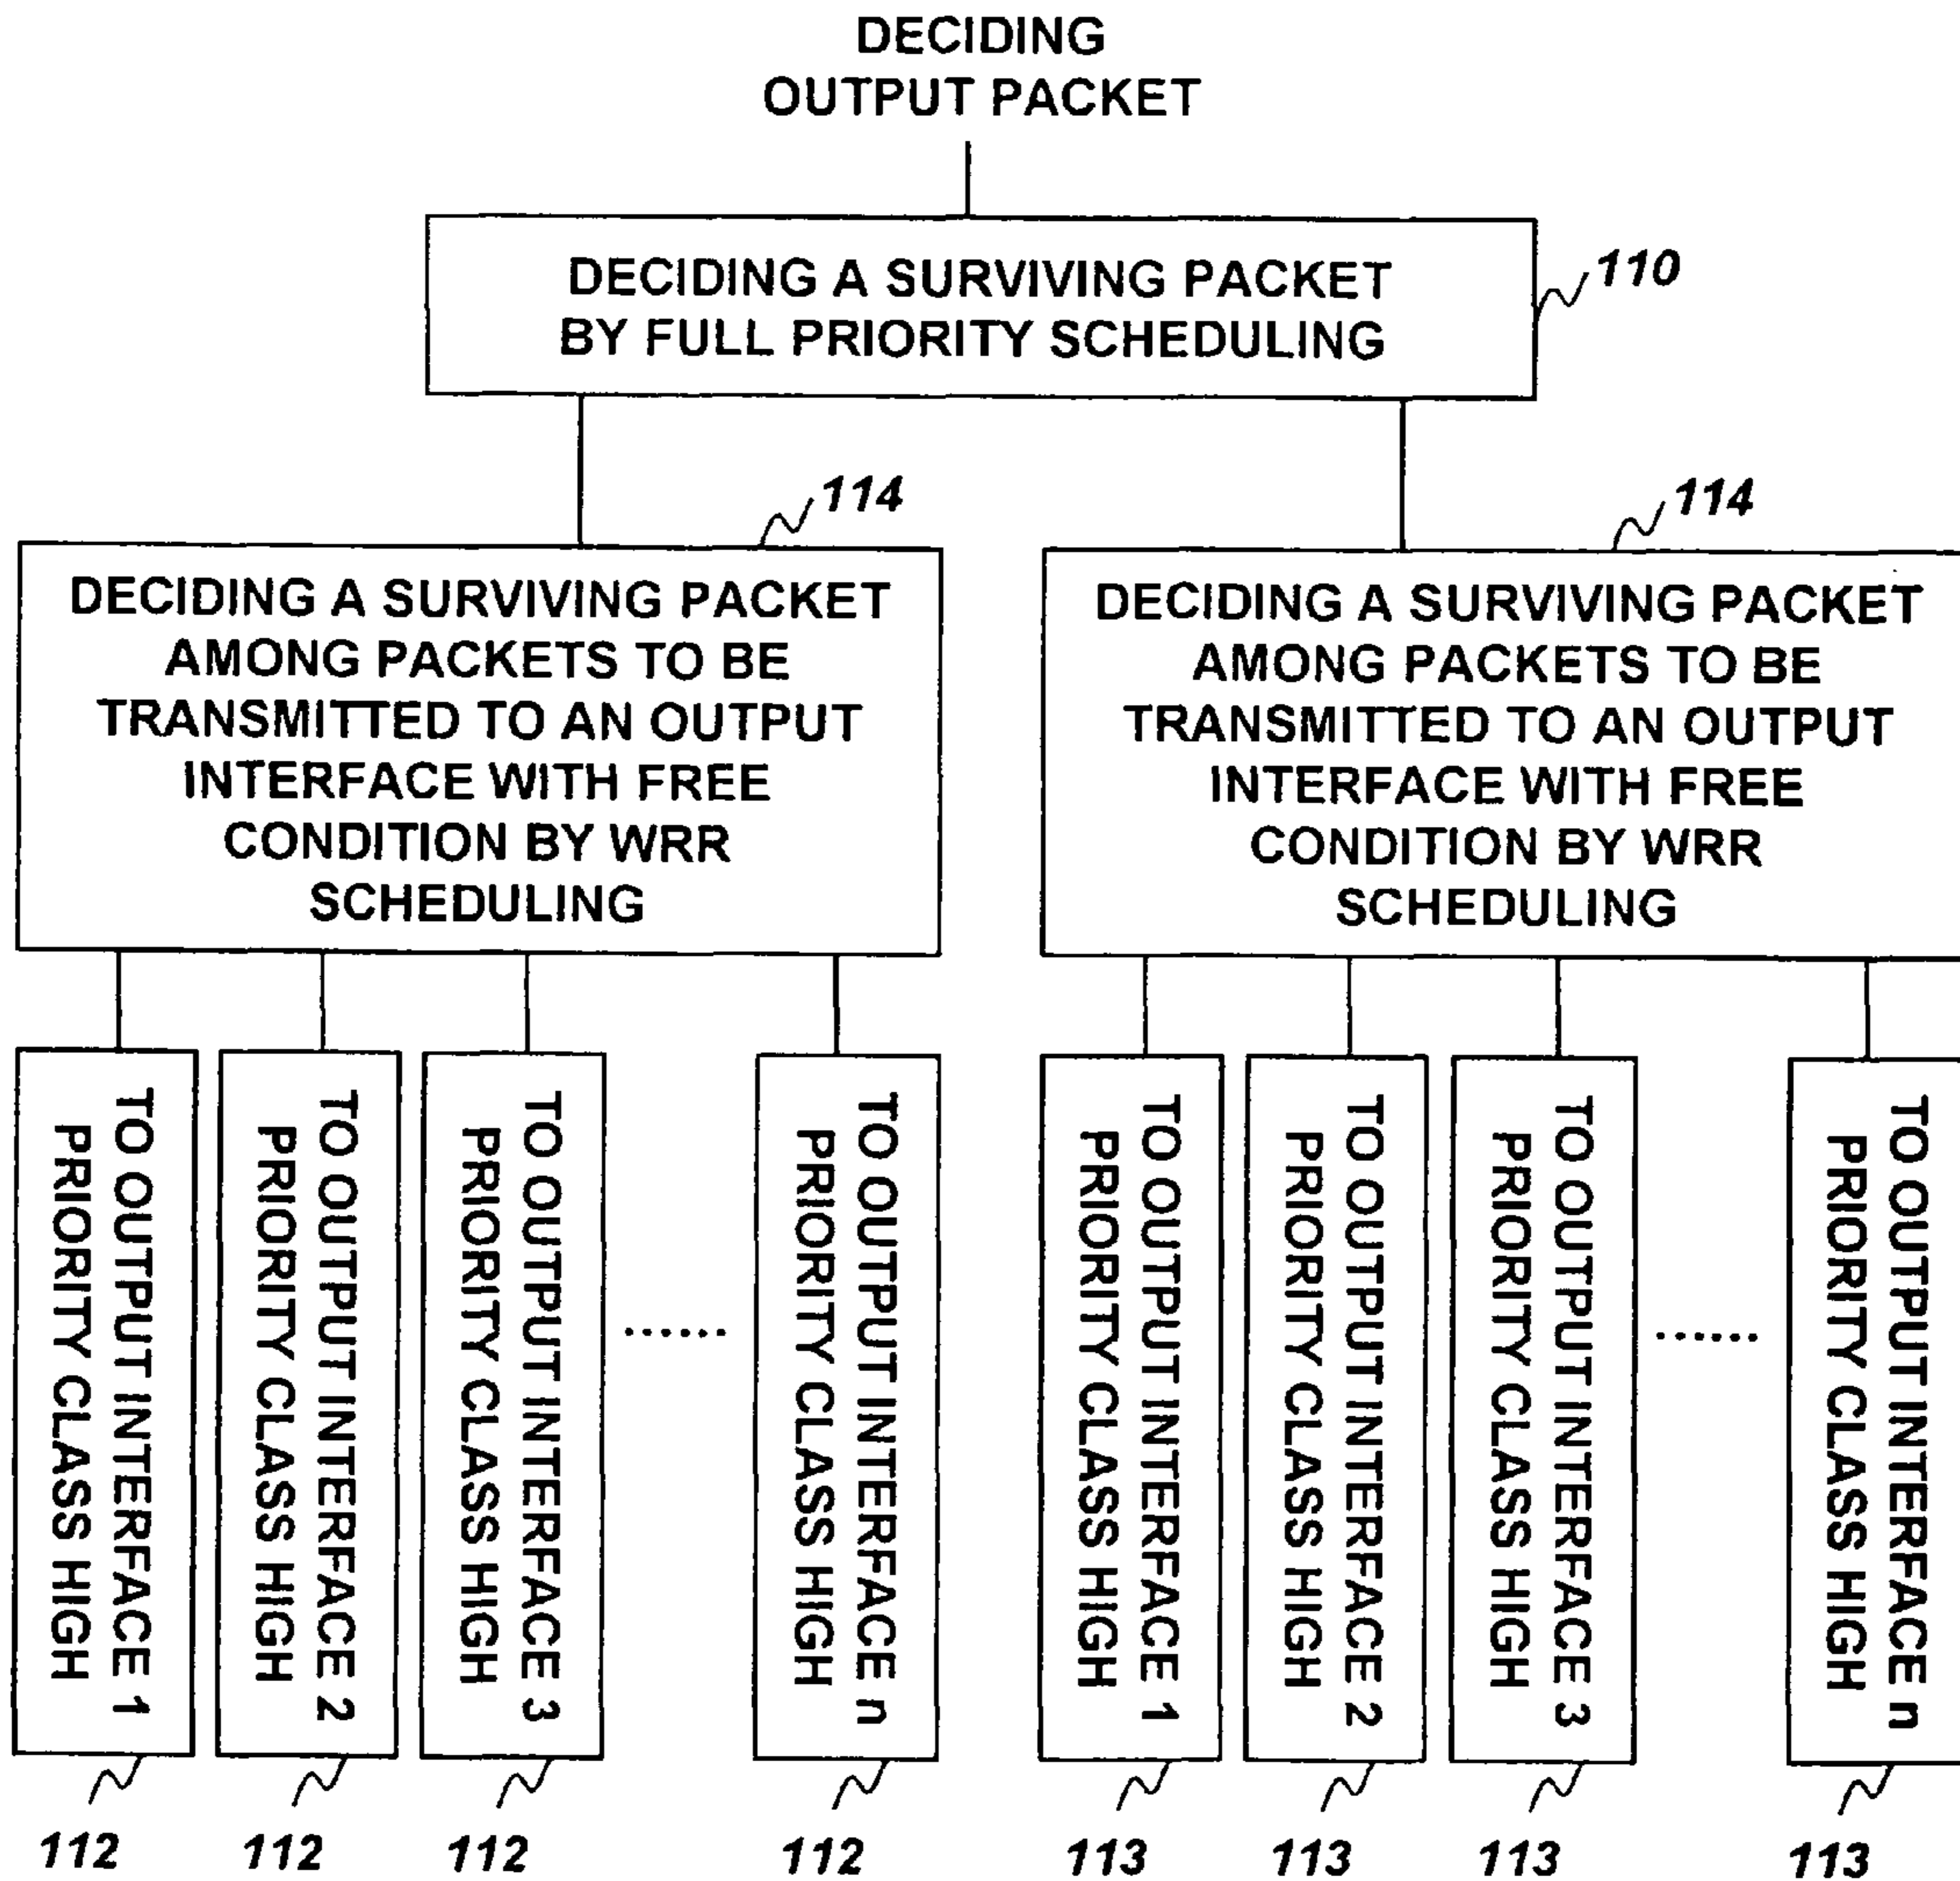 DECIDING
OUTPUT PACKET
DECIDING A SURVIVING PACKET
BY FULL PRIORITY SCHEDULING
110
114
DECIDING A SURVIVING PACKET
AMONG PACKETS TO BE
TRANSMITTED TO AN OUTPUT
INTERFACE WITH FREE
CONDITION BY WRR
SCHEDULING
114
DECIDING A SURVIVING PACKET
AMONG PACKETS TO BE
TRANSMITTED TO AN OUTPUT
INTERFACE WITH FREE
CONDITION BY WRR
SCHEDULING
TO OUTPUT INTERFACE 1
PRIORITY CLASS HIGH
TO OUTPUT INTERFACE 2
PRIORITY CLASS HIGH
TO OUTPUT INTERFACE 3
PRIORITY CLASS HIGH
......
TO OUTPUT INTERFACE n
PRIORITY CLASS HIGH
TO OUTPUT INTERFACE 1
PRIORITY CLASS HIGH
TO OUTPUT INTERFACE 2
PRIORITY CLASS HIGH
TO OUTPUT INTERFACE 3
PRIORITY CLASS HIGH
......
TO OUTPUT INTERFACE n
PRIORITY CLASS HIGH
112
112
112
112
113
113
113
113